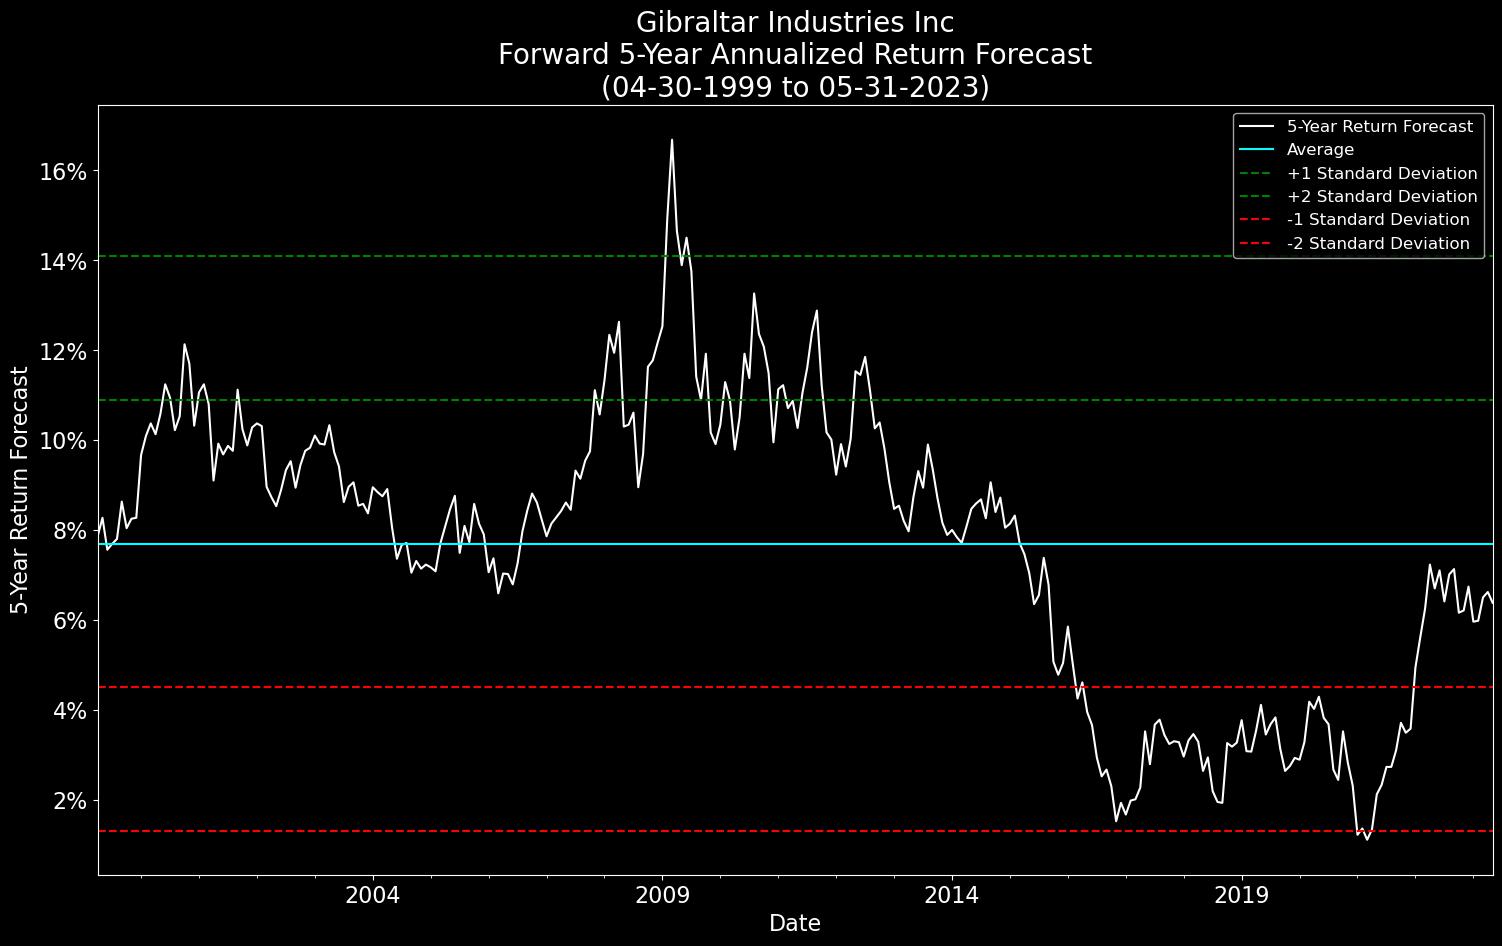 Gibraltar Industries Inc
Forward 5-Year Annualized Return Forecast
(04-30-1999 to 05-31-2023)
5-Year Return Forecast
Average
+1 Standard Deviation
+2 Standard Deviation
-1 Standard Deviation
-2 Standard Deviation
16%
14%
12%
10%
8%
6%
4%
2%
5-Year Return Forecast
2004
2009
2014
2019
Date